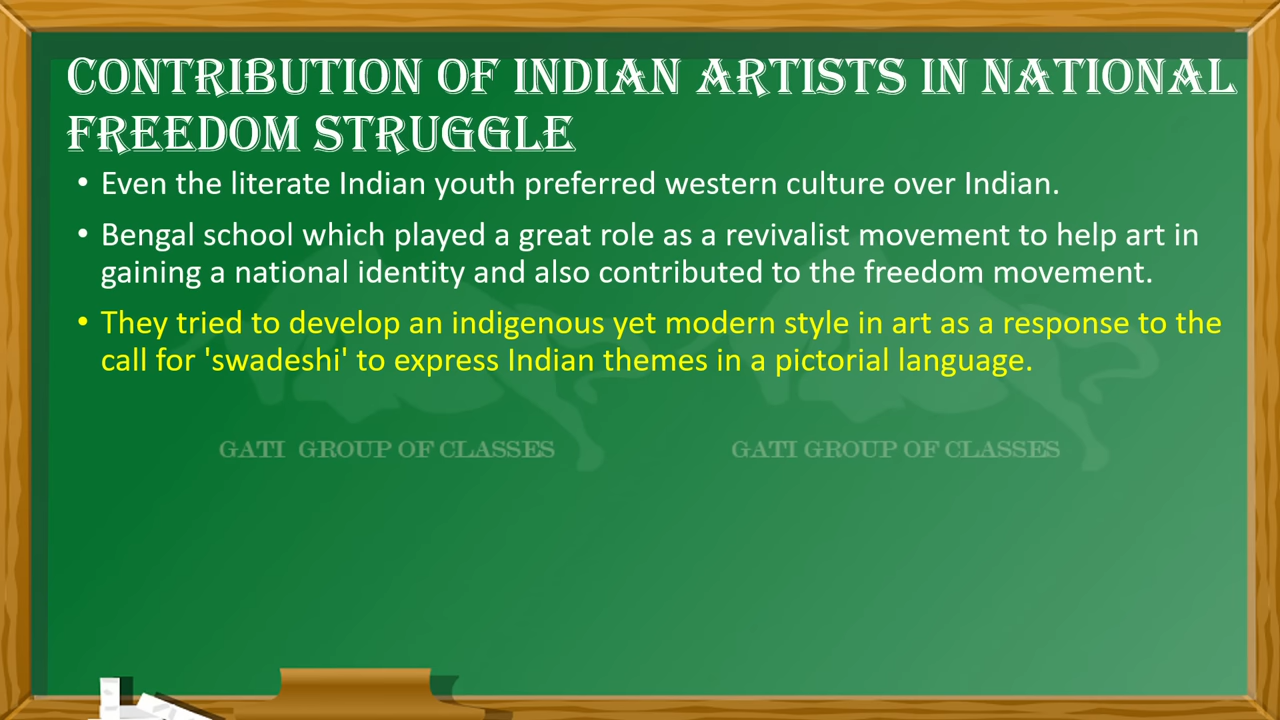 CONTRIBUTION OF INDIAN ARTISTS IN NATIONAL
FREEDOM STRUGGLE
• Even the literate Indian youth preferred western culture over Indian.
• Bengal school which played a great role as a revivalist movement to help art in
gaining a national identity and also contributed to the freedom movement.
• They tried to develop an indigenous yet modern style in art as a response to the
call for 'swadeshi' to express Indian themes in a pictorial language.
GATI GROUP OF CLASSES GATI GROUP OF CLASSES